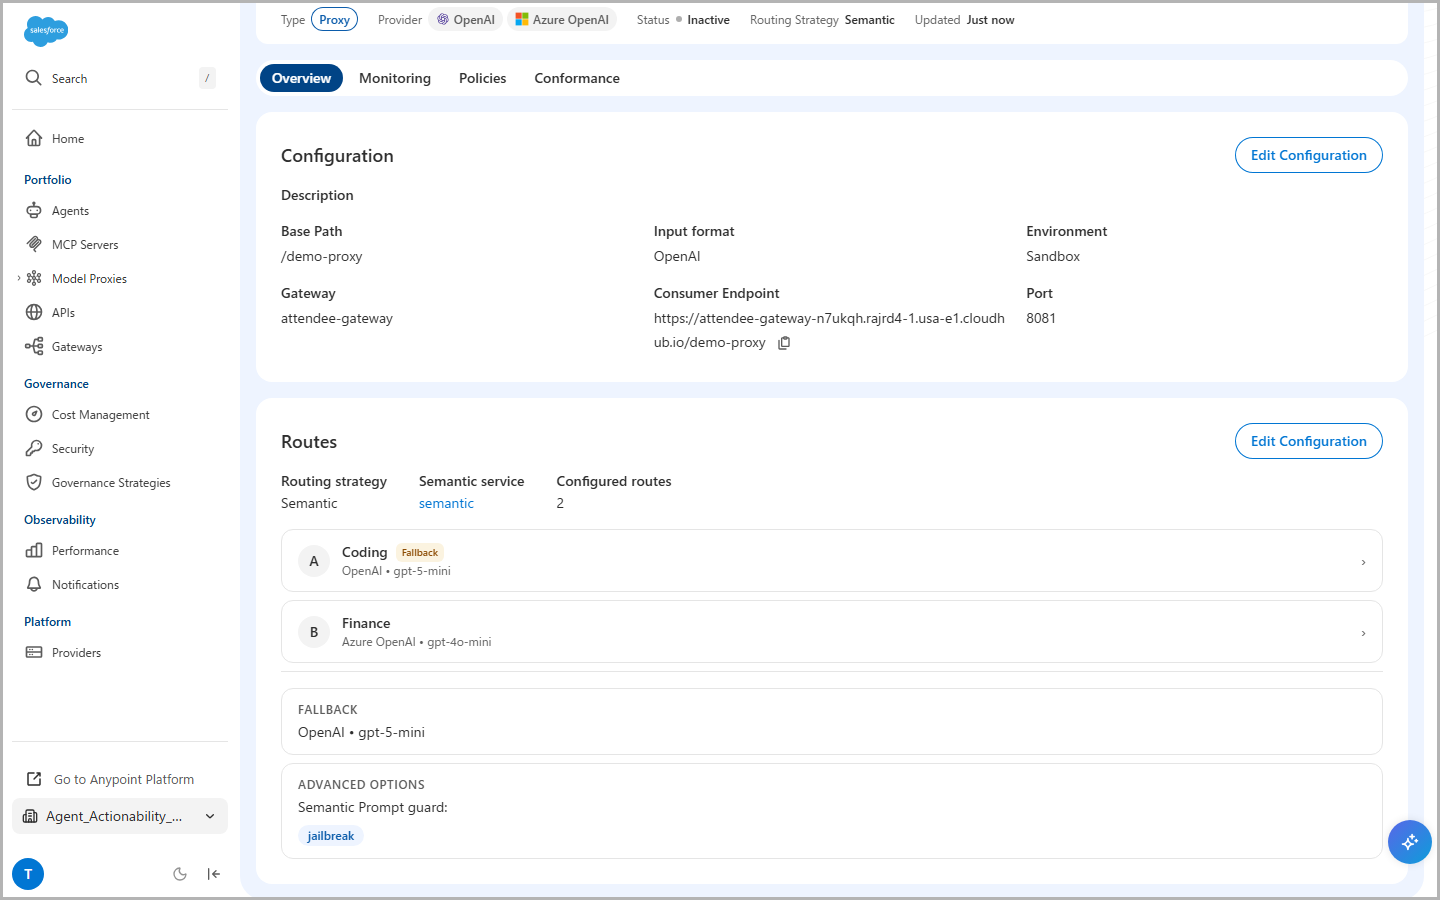 salesforce
Search /
Home
Portfolio
Agents
MCP Servers
Model Proxies
APIs
Gateways
Governance
Cost Management
Security
Governance Strategies
Observability
Performance
Notifications
Platform
Providers
Go to Anypoint Platform
Agent_Actionability_...
T
Type Proxy Provider OpenAI Azure OpenAI Status Inactive Routing Strategy Semantic Updated Just now
Overview Monitoring Policies Conformance
Configuration
Edit Configuration
Description
Base Path
/demo-proxy
Input format
OpenAI
Environment
Sandbox
Gateway
attendee-gateway
Consumer Endpoint
https://attendee-gateway-n7ukqh.rajrd4-1.usa-e1.cloudh
ub.io/demo-proxy
Port
8081
Routes
Edit Configuration
Routing strategy
Semantic
Semantic service
semantic
Configured routes
2
A
Coding Fallback
OpenAI • gpt-5-mini
B
Finance
Azure OpenAI • gpt-4o-mini
FALLBACK
OpenAI • gpt-5-mini
ADVANCED OPTIONS
Semantic Prompt guard:
jailbreak